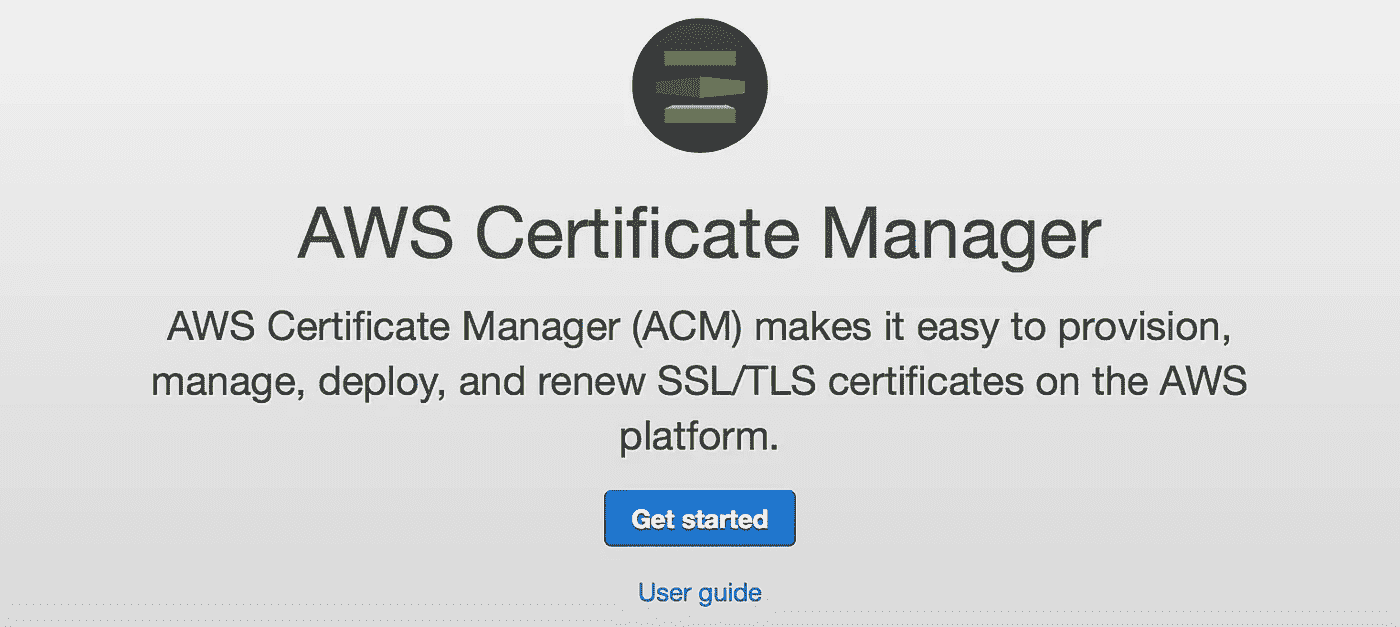 AWS Certificate Manager
AWS Certificate Manager (ACM) makes it easy to provision,
manage, deploy, and renew SSL/TLS certificates on the AWS
platform.
Get started
User guide